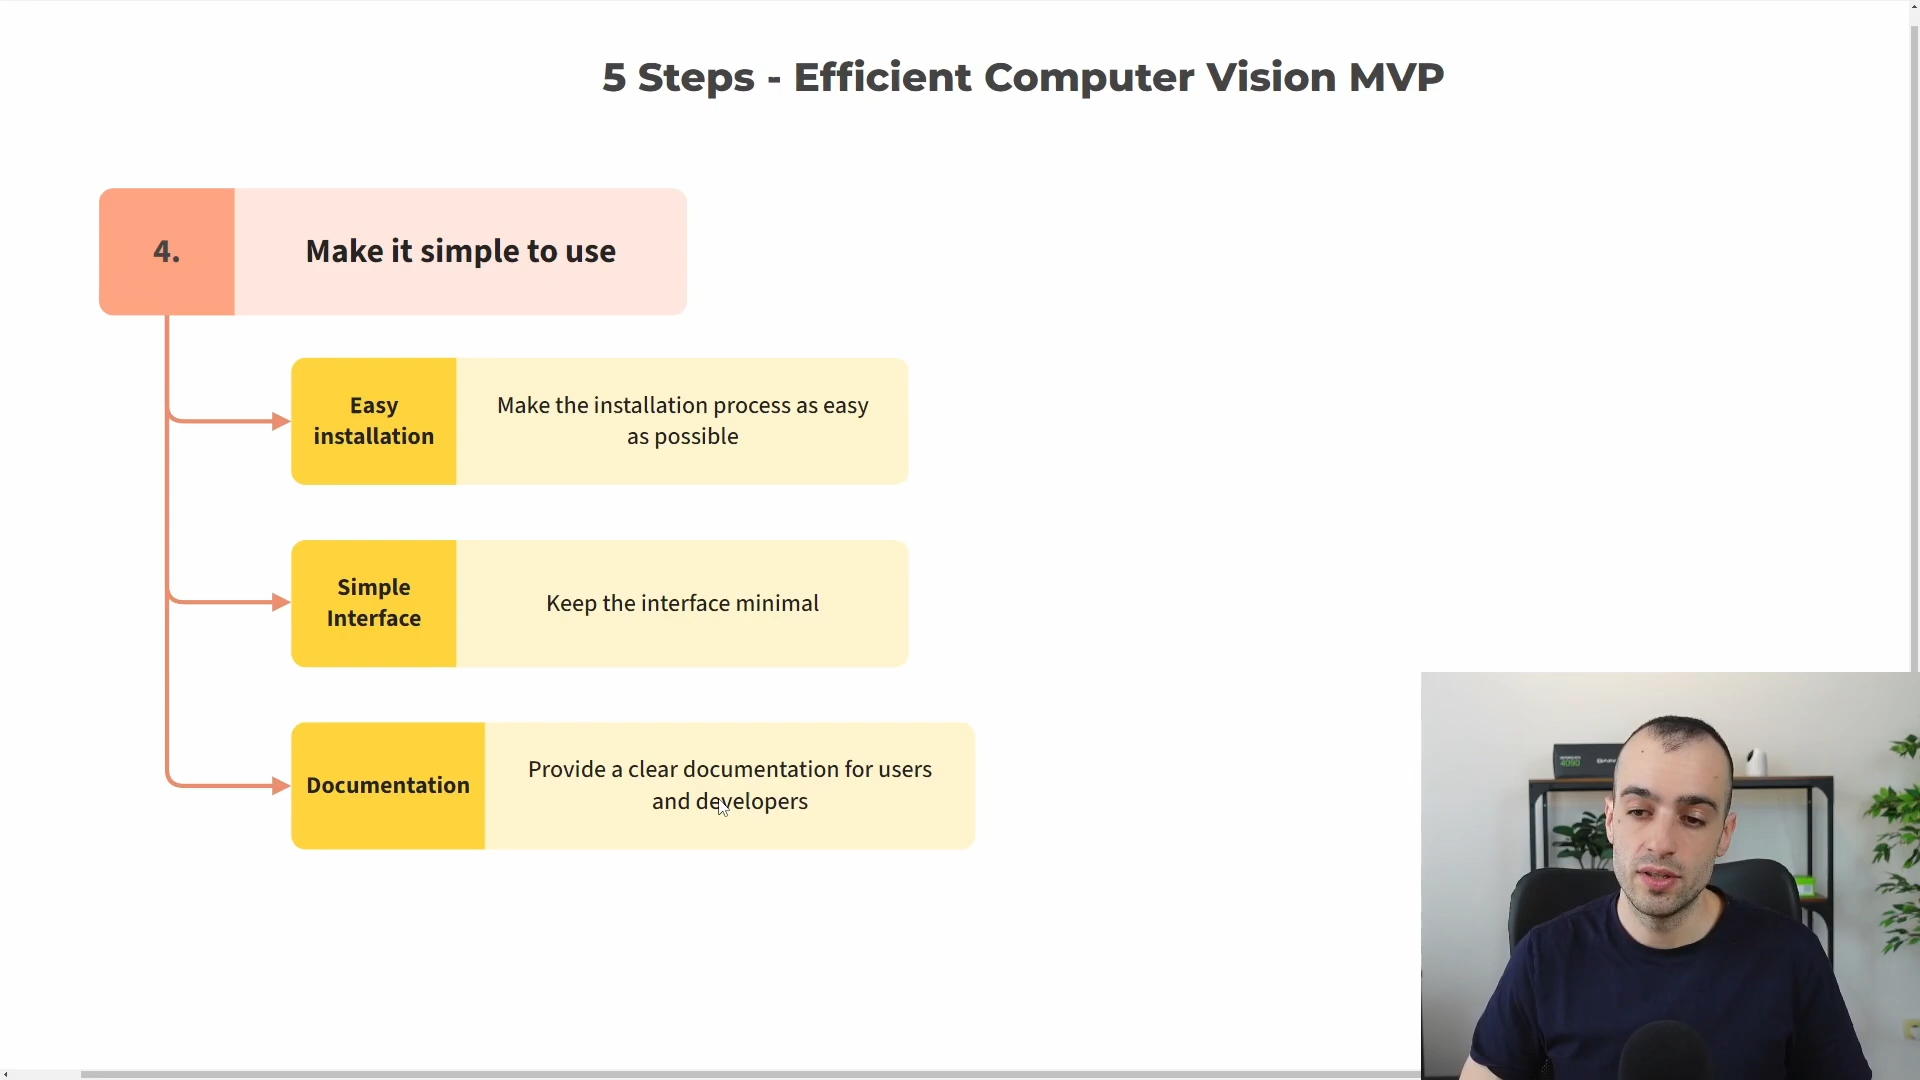 5 Steps - Efficient Computer Vision MVP
4.
Make it simple to use
Easy
installation
Make the installation process as easy
as possible
Simple
Interface
Keep the interface minimal
Documentation
Provide a clear documentation for users
and developers
4090